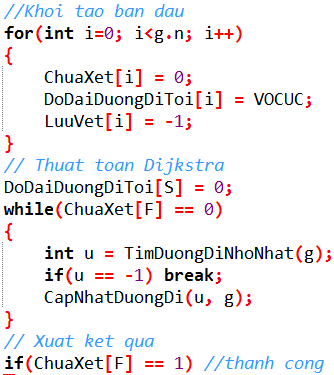 //Khoi tao ban dau
for(int i=0; i<g.n; i++)
{
ChuaXet[i] = 0;
DoDaiDuongDiToi[i] = VOCUC;
LuuVet[i] = -1;
}
// Thuat toan Dijkstra
DoDaiDuongDiToi[S] = 0;
while(ChuaXet[F] == 0)
{
int u = TimDuongDiNhoNhat(g);
if(u == -1) break;
CapNhatDuongDi(u, g);
}
// Xuat ket qua
if(ChuaXet[F] == 1) //thanh cong